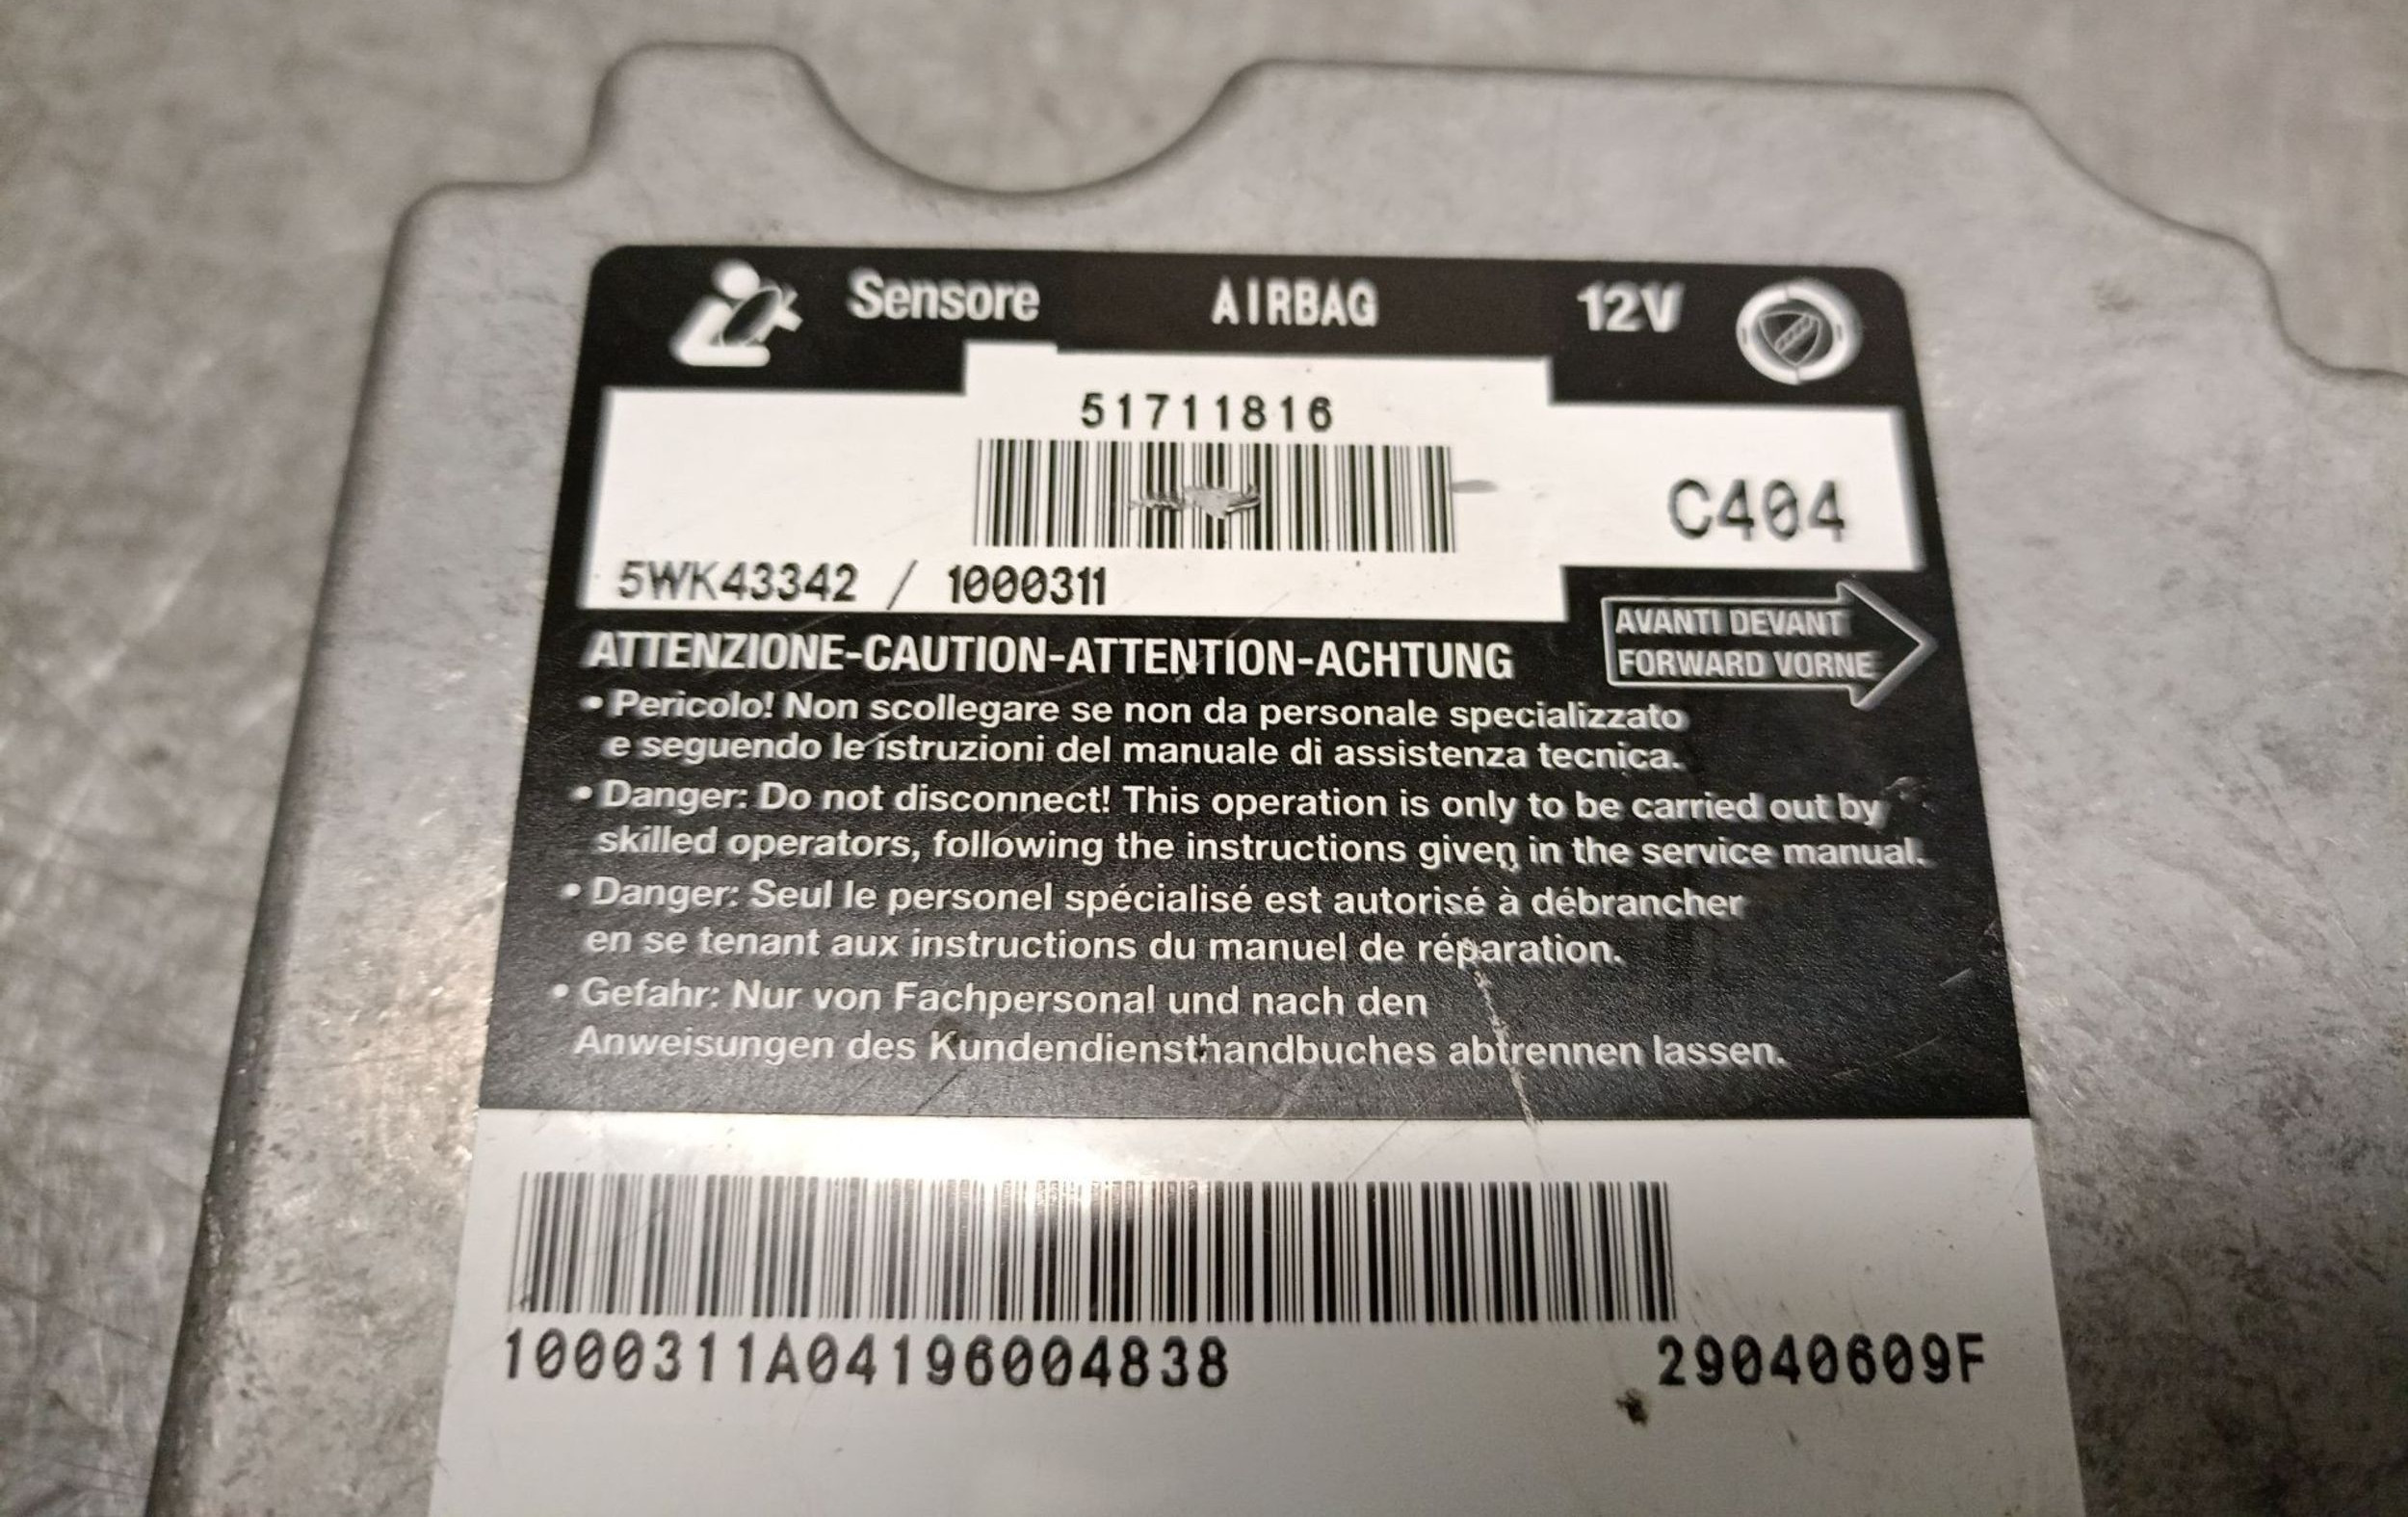 Sensore AIRBAG 12V
51711816
C404
5WK43342 / 1000311
AVANTI DEVANT
FORWARD VORNE
ATTENZIONE-CAUTION-ATTENTION-ACHTUNG
• Pericolo! Non scollegare se non da personale specializzato
e seguendo le istruzioni del manuale di assistenza tecnica.
• Danger: Do not disconnect! This operation is only to be carried out by
skilled operators, following the instructions given in the service manual.
• Danger: Seul le personel spécialisé est autorisé à débrancher
en se tenant aux instructions du manuel de réparation.
• Gefahr: Nur von Fachpersonal und nach den
Anweisungen des Kundendiensthandbuches abtrennen lassen.
1000311A04196004838 29040609F